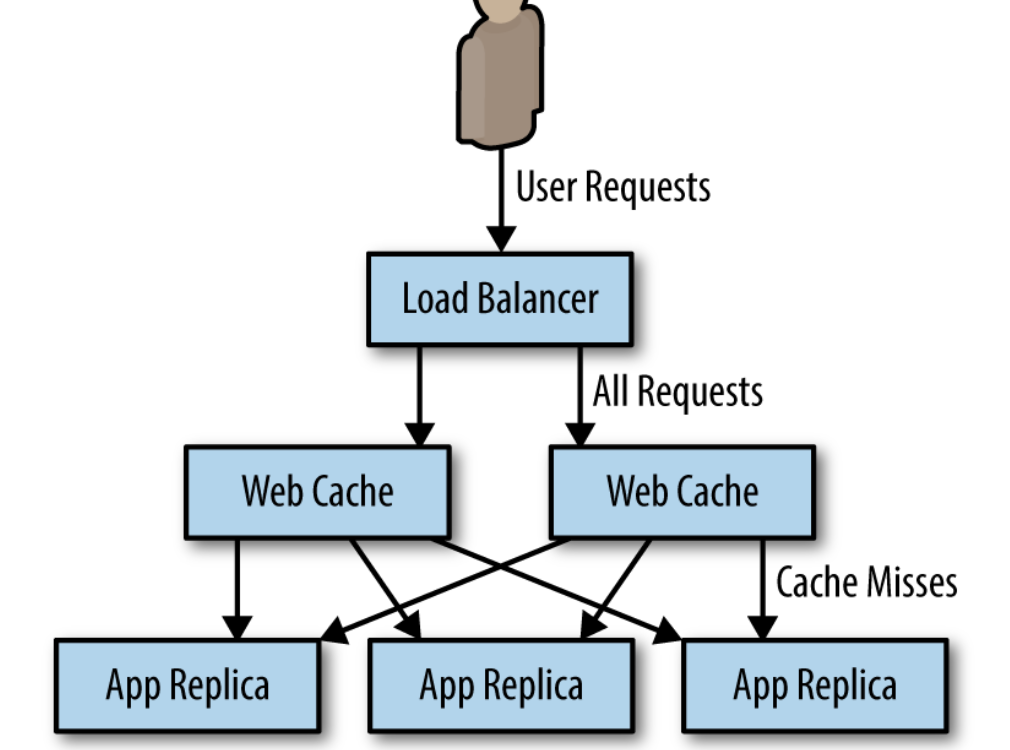 User Requests
Load Balancer
All Requests
Web Cache
Web Cache
Cache Misses
App Replica
App Replica
App Replica